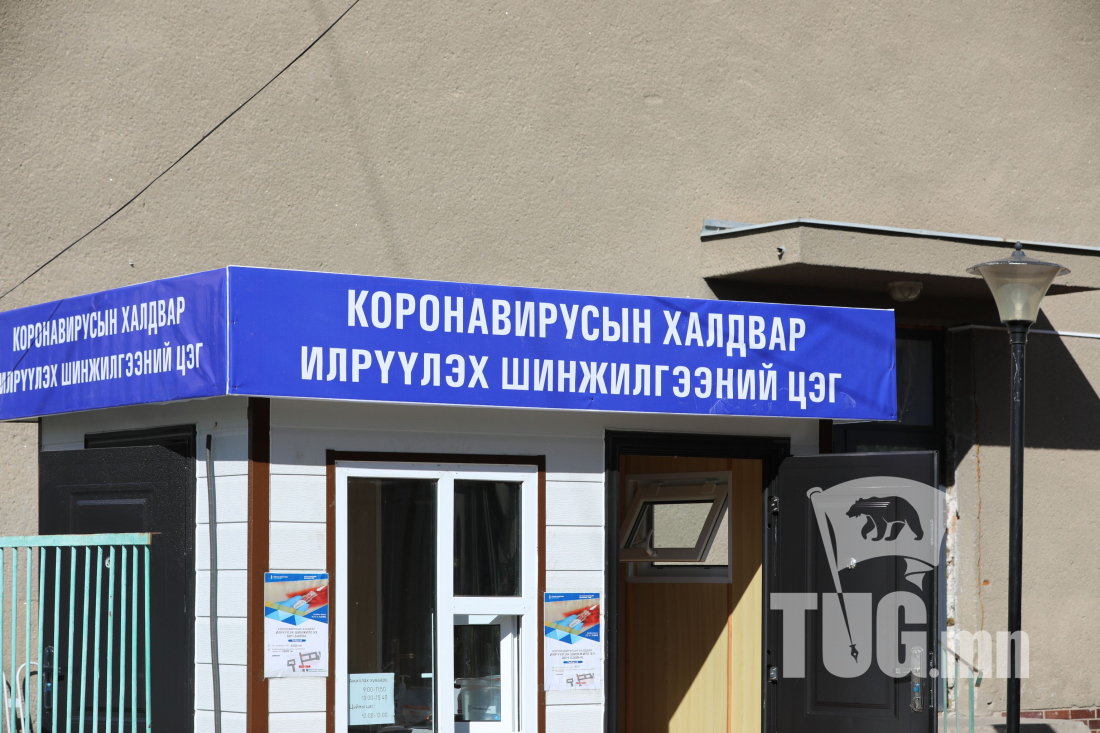 КОРОНАВИРУСЫН ХАЛДВАР
ИЛРҮҮЛЭХ ШИНЖИЛГЭЭНИЙ ЦЭГ
КОРОНАВИРУСЫН ХАЛДВАР
ИЛРҮҮЛЭХ ШИНЖИЛГЭЭНИЙ ЦЭГ
TUG.mn